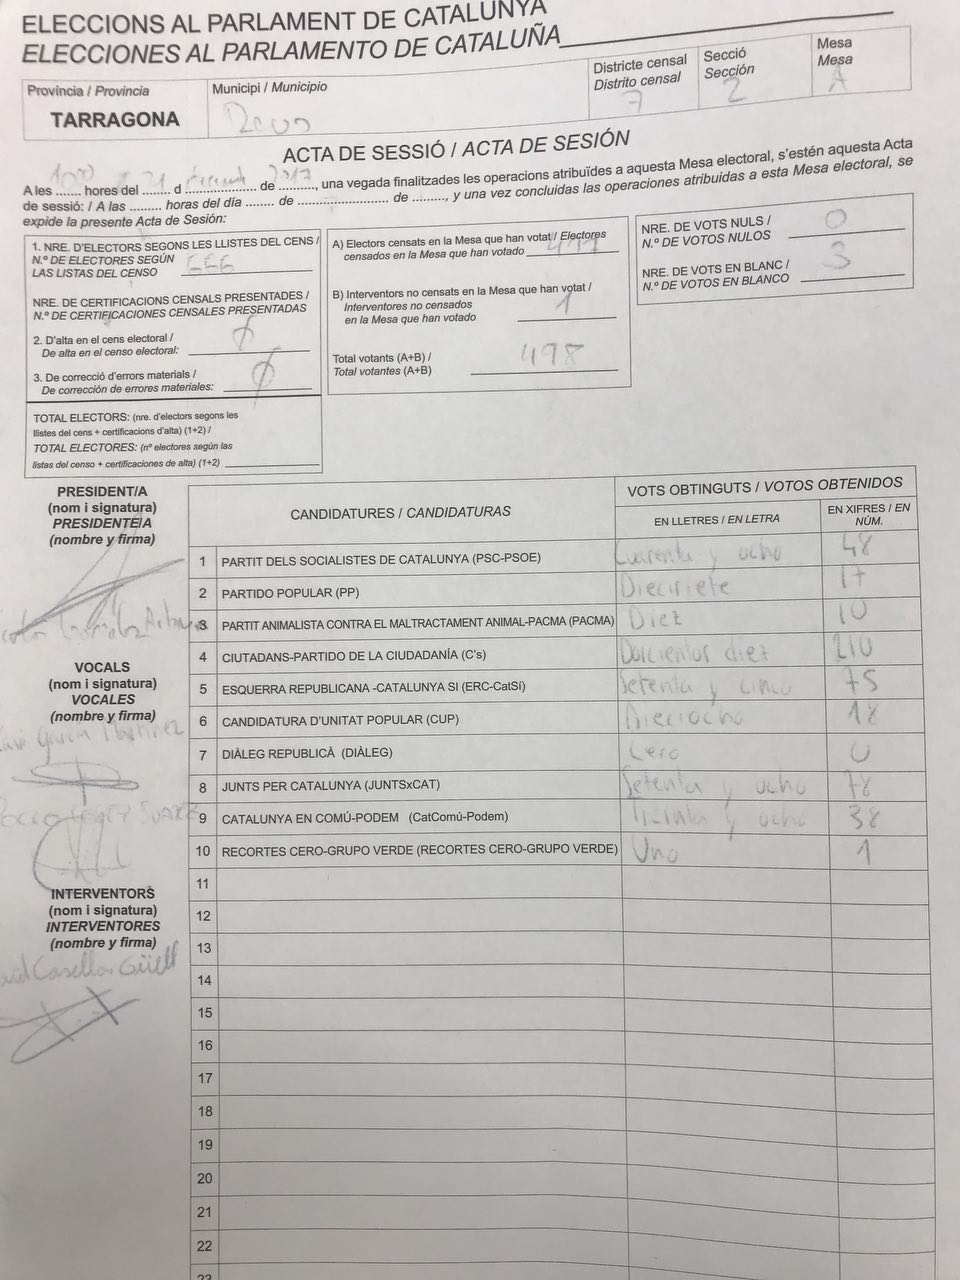 ELECCIONS AL PARLAMENT DE CATALUNYA
ELECCIONES AL PARLAMENTO DE CATALUÑA
Provincia / Provincia
TARRAGONA
Municipi / Municipio
Reus
Districte censal
Distrito censal
7
Secció
Sección
2
Mesa
Mesa
A
ACTA DE SESSIÓ / ACTA DE SESIÓN
A les ....... hores del ....... d ...21... de ...2017..., una vegada finalitzades les operacions atribuïdes a aquesta Mesa electoral, s'estén aquesta Acta
de sessió: / A las ......... horas del día ....... de ........................ de ........., y una vez concluidas las operaciones atribuidas a esta Mesa electoral, se
expide la presente Acta de Sesión:
1. NRE. D'ELECTORS SEGONS LES LLISTES DEL CENS /
N.º DE ELECTORES SEGÚN
LAS LISTAS DEL CENSO
NRE. DE CERTIFICACIONS CENSALS PRESENTADES /
N.º DE CERTIFICACIONES CENSALES PRESENTADAS
2. D'alta en el cens electoral /
De alta en el censo electoral: Ø
3. De correcció d'errors materials /
De corrección de errores materiales: Ø
TOTAL ELECTORS: (nre. d'electors segons les
llistes del cens + certificacions d'alta) (1+2) /
TOTAL ELECTORES: (nº electores según las
listas del censo + certificaciones de alta) (1+2)
A) Electors censats en la Mesa que han votat / Electores
censados en la Mesa que han votado 497
B) Interventors no censats en la Mesa que han votat /
Interventores no censados
en la Mesa que han votado 1
Total votants (A+B) /
Total votantes (A+B) 498
NRE. DE VOTS NULS /
N.º DE VOTOS NULOS 0
NRE. DE VOTS EN BLANC /
N.º DE VOTOS EN BLANCO 3
PRESIDENT/A
(nom i signatura)
PRESIDENTE/A
(nombre y firma)
VOCALS
(nom i signatura)
VOCALES
(nombre y firma)
García Martínez
INTERVENTORS
(nom i signatura)
INTERVENTORES
(nombre y firma)
Casellas Güell
CANDIDATURES / CANDIDATURAS
VOTS OBTINGUTS / VOTOS OBTENIDOS
EN LLETRES / EN LETRA
EN XIFRES / EN NÚM.
1 PARTIT DELS SOCIALISTES DE CATALUNYA (PSC-PSOE) Cuarenta y ocho 48
2 PARTIDO POPULAR (PP) Diecisiete 17
3 PARTIT ANIMALISTA CONTRA EL MALTRACTAMENT ANIMAL-PACMA (PACMA) Diez 10
4 CIUTADANS-PARTIDO DE LA CIUDADANÍA (C's) Doscientos diez 210
5 ESQUERRA REPUBLICANA -CATALUNYA SI (ERC-CatSí) Setenta y cinco 75
6 CANDIDATURA D'UNITAT POPULAR (CUP) Dieciocho 18
7 DIÀLEG REPUBLICÀ (DIÀLEG) Cero 0
8 JUNTS PER CATALUNYA (JUNTSxCAT) Setenta y ocho 78
9 CATALUNYA EN COMÚ-PODEM (CatComú-Podem) Treinta y ocho 38
10 RECORTES CERO-GRUPO VERDE (RECORTES CERO-GRUPO VERDE) Uno 1
11
12
13
14
15
16
17
18
19
20
21
22
23